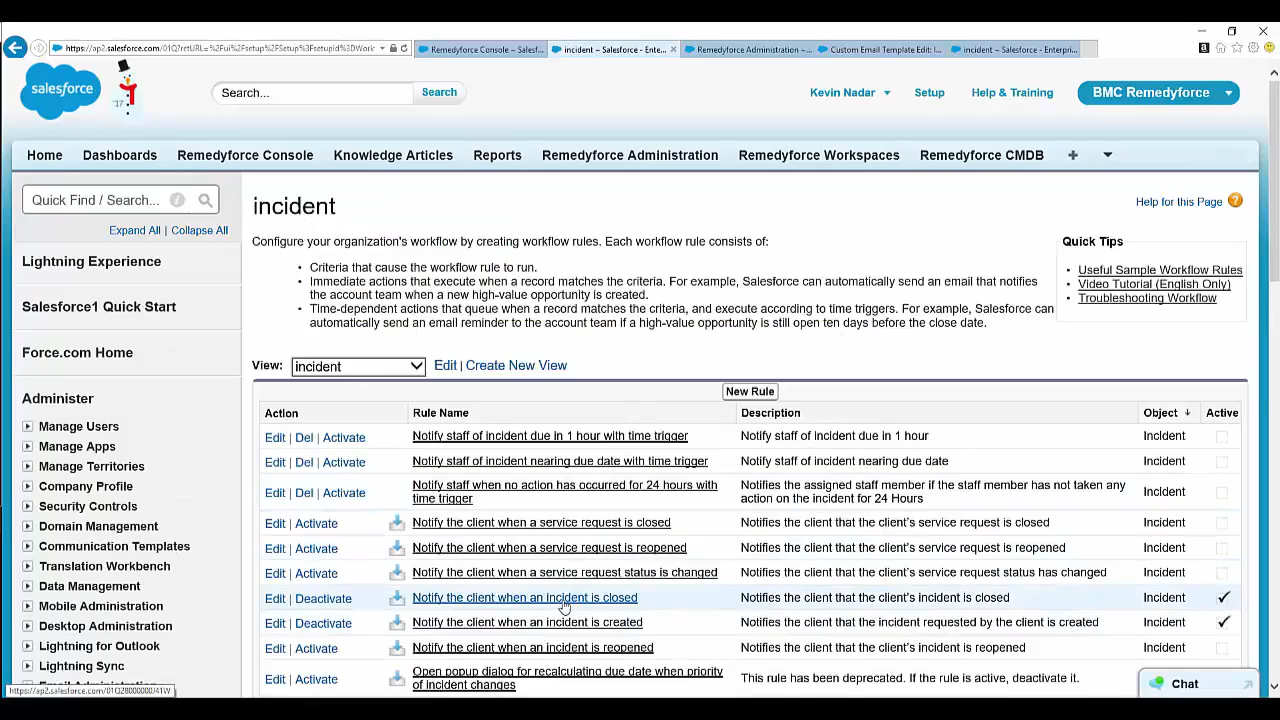 https://ap2.salesforce.com/01Q?retURL=%2Fui%2Fsetup%2FSetup%3Fsetupid%3DWork
Remedyforce Console ~ Salesf...
incident ~ Salesforce - Ente...
Remedyforce Administration ~...
Custom Email Template Edit: I...
incident ~ Salesforce - Enterpri...
salesforce
'17
Search...
Search
Kevin Nadar
Setup
Help & Training
BMC Remedyforce
Home
Dashboards
Remedyforce Console
Knowledge Articles
Reports
Remedyforce Administration
Remedyforce Workspaces
Remedyforce CMDB
+
Quick Find / Search...
Expand All | Collapse All
Lightning Experience
Salesforce1 Quick Start
Force.com Home
Administer
Manage Users
Manage Apps
Manage Territories
Company Profile
Security Controls
Domain Management
Communication Templates
Translation Workbench
Data Management
Mobile Administration
Desktop Administration
Lightning for Outlook
Lightning Sync
https://ap2.salesforce.com/01Q28000000/41W
incident
Help for this Page
Configure your organization's workflow by creating workflow rules. Each workflow rule consists of:
• Criteria that cause the workflow rule to run.
• Immediate actions that execute when a record matches the criteria. For example, Salesforce can automatically send an email that notifies
the account team when a new high-value opportunity is created.
• Time-dependent actions that queue when a record matches the criteria, and execute according to time triggers. For example, Salesforce can
automatically send an email reminder to the account team if a high-value opportunity is still open ten days before the close date.
Quick Tips
• Useful Sample Workflow Rules
• Video Tutorial (English Only)
• Troubleshooting Workflow
View: incident Edit | Create New View
New Rule
Action Rule Name Description Object Active
Edit | Del | Activate Notify staff of incident due in 1 hour with time trigger Notify staff of incident due in 1 hour Incident
Edit | Del | Activate Notify staff of incident nearing due date with time trigger Notify staff of incident nearing due date Incident
Edit | Del | Activate Notify staff when no action has occurred for 24 hours with Notifies the assigned staff member if the staff member has not taken any Incident
time trigger action on the incident for 24 Hours
Edit | Activate Notify the client when a service request is closed Notifies the client that the client's service request is closed Incident
Edit | Activate Notify the client when a service request is reopened Notifies the client that the client's service request is reopened Incident
Edit | Activate Notify the client when a service request status is changed Notifies the client that the client's service request status has changed Incident
Edit | Deactivate Notify the client when an incident is closed Notifies the client that the client's incident is closed Incident
Edit | Deactivate Notify the client when an incident is created Notifies the client that the incident requested by the client is created Incident
Edit | Activate Notify the client when an incident is reopened Notifies the client that the client's incident is reopened Incident
Edit | Activate Open popup dialog for recalculating due date when priority This rule has been deprecated. If the rule is active, deactivate it. Incident
of incident changes
Chat